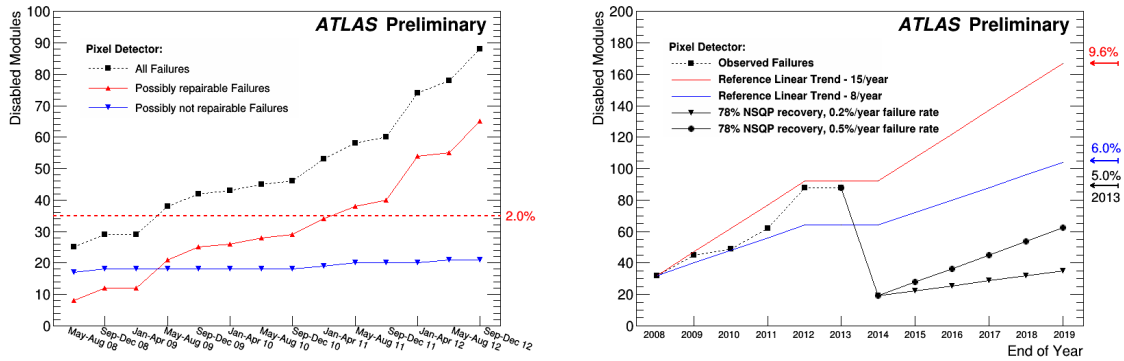 ATLAS Preliminary
Disabled Modules
100
90
80
70
60
50
40
30
20
10
0
Pixel Detector:
All Failures
Possibly repairable Failures
Possibly not repairable Failures
2.0%
May-Aug 08
Sep-Dec 08
Jan-Apr 09
May-Aug 09
Sep-Dec 09
Jan-Apr 10
May-Aug 10
Sep-Dec 10
Jan-Apr 11
May-Aug 11
Sep-Dec 11
Jan-Apr 12
May-Aug 12
Sep-Dec 12
ATLAS Preliminary
Disabled Modules
200
180
160
140
120
100
80
60
40
20
0
Pixel Detector:
Observed Failures
Reference Linear Trend - 15/year
Reference Linear Trend - 8/year
78% NSQP recovery, 0.2%/year failure rate
78% NSQP recovery, 0.5%/year failure rate
9.6%
6.0%
5.0%
2013
2008 2009 2010 2011 2012 2013 2014 2015 2016 2017 2018 2019
End of Year